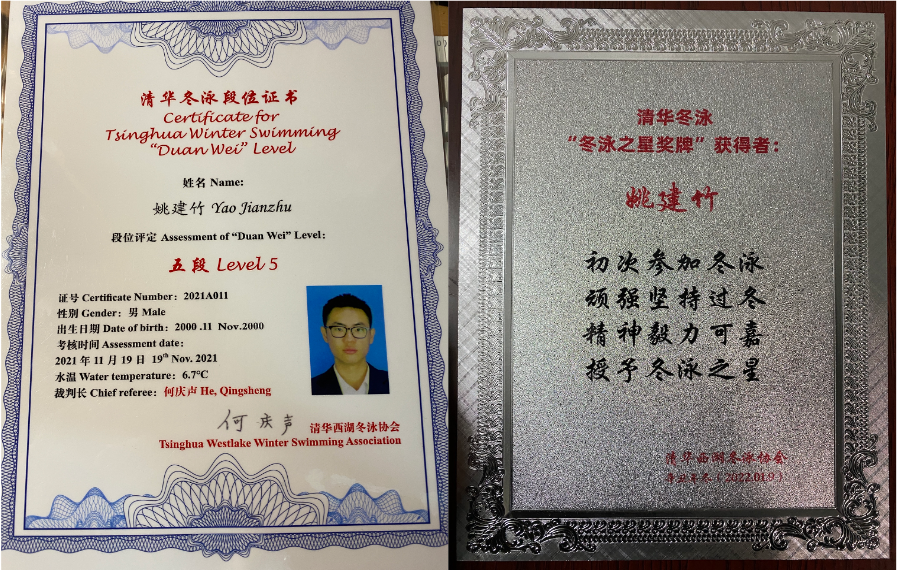 清华冬泳段位证书
Certificate for
Tsinghua Winter Swimming
“Duan Wei” Level
姓名 Name:
姚建竹 Yao Jianzhu
段位评定 Assessment of “Duan Wei” Level:
五段 Level 5
证号 Certificate Number: 2021A011
性别 Gender: 男 Male
出生日期 Date of birth: 2000 .11 Nov.2000
考核时间 Assessment date:
2021 年 11 月 19 日 19th Nov. 2021
水温 Water temperature: 6.7℃
裁判长 Chief referee: 何庆声 He, Qingsheng
何庆声
清华西湖冬泳协会
Tsinghua Westlake Winter Swimming Association
清华冬泳
“冬泳之星奖牌”获得者：
姚建竹
初次参加冬泳
顽强坚持过冬
精神毅力可嘉
授予冬泳之星
清华西湖冬泳协会
辛丑年冬（2022.01.9）